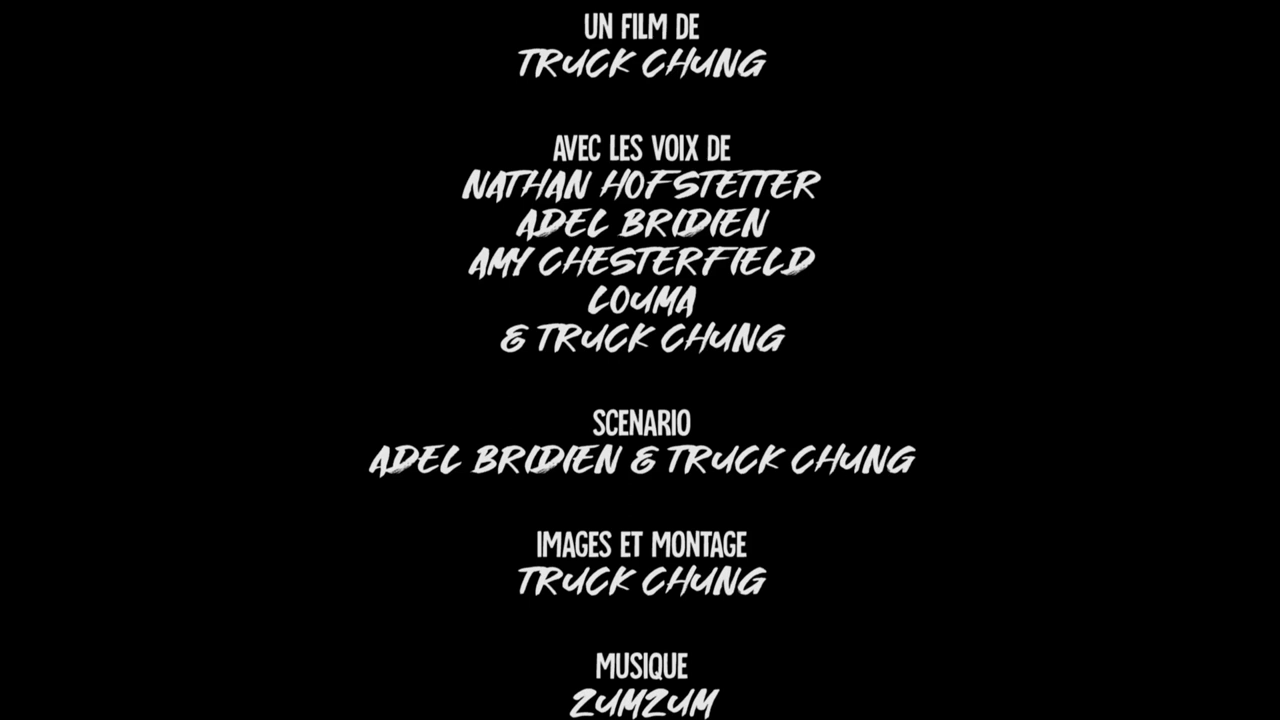 UN FILM DE
TRUCK CHUNG
AVEC LES VOIX DE
NATHAN HOFSTETTER
ADEL BRIDIEN
AMY CHESTERFIELD
LOUMA
& TRUCK CHUNG
SCENARIO
ADEL BRIDIEN & TRUCK CHUNG
IMAGES ET MONTAGE
TRUCK CHUNG
MUSIQUE
ZUMZUM